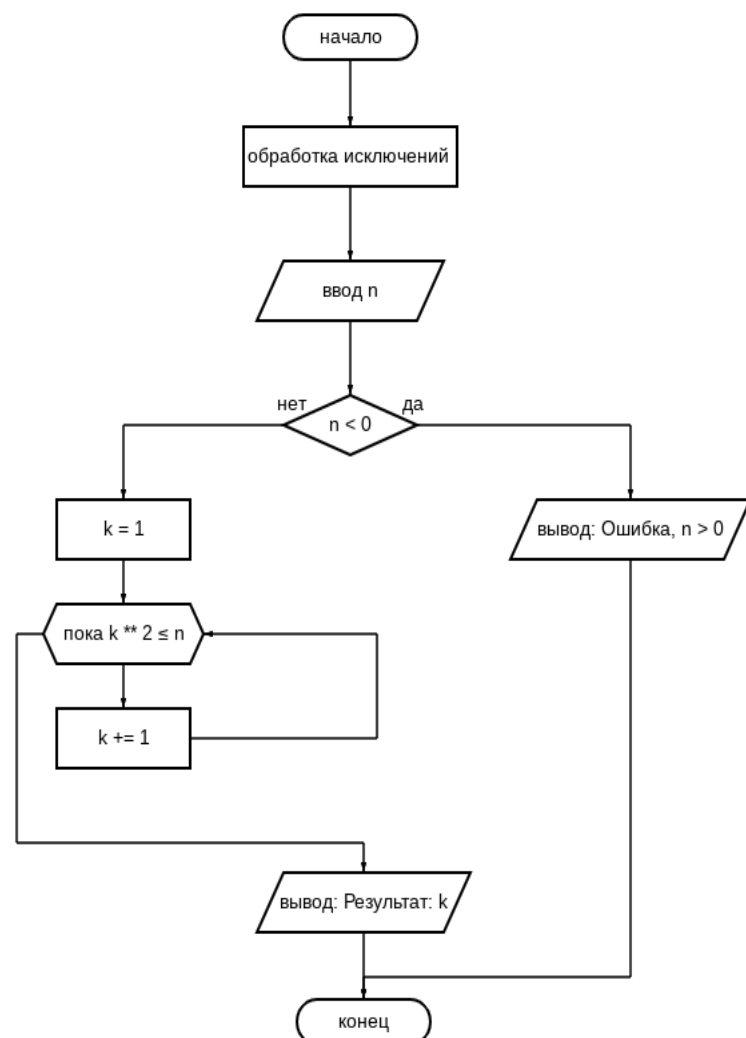 начало
обработка исключений
ввод n
нет
да
n < 0
k = 1
вывод: Ошибка, n > 0
пока k ** 2 ≤ n
k += 1
вывод: Результат: k
конец